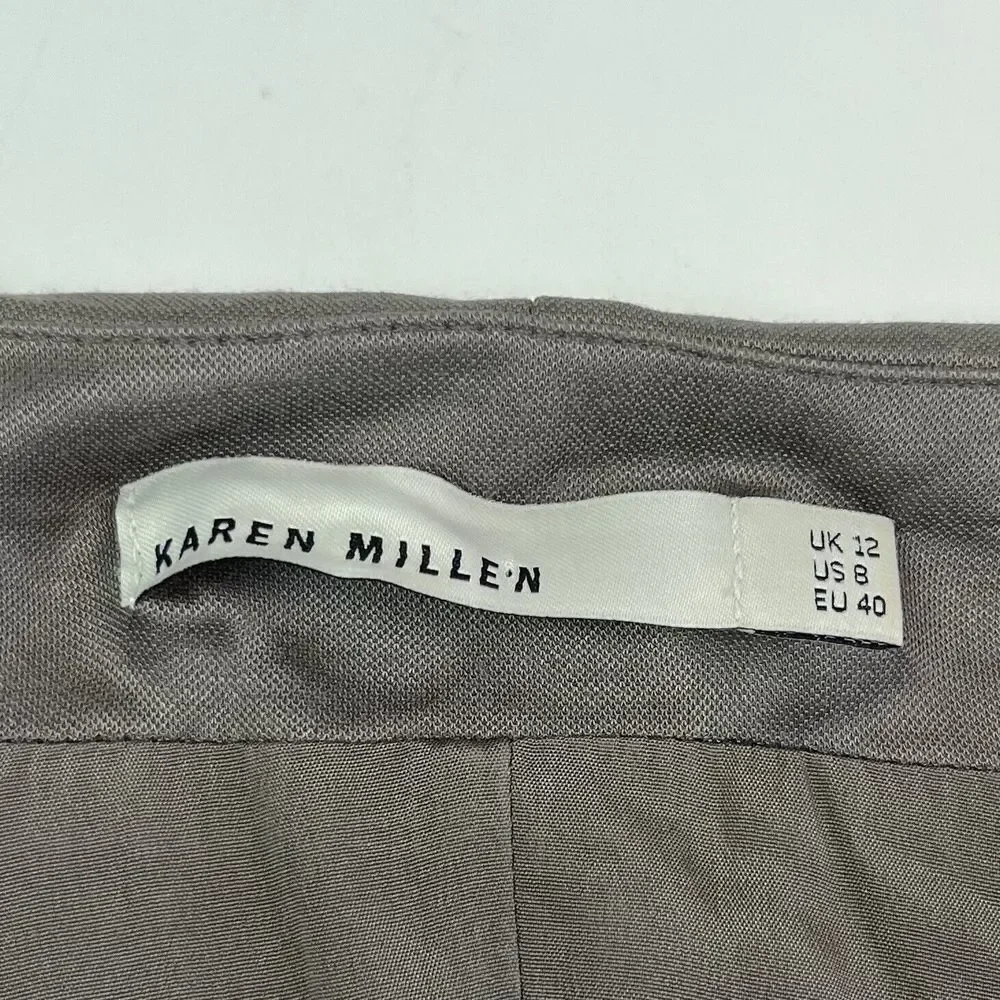 KAREN MILLEN
UK 12
US 8
EU 40